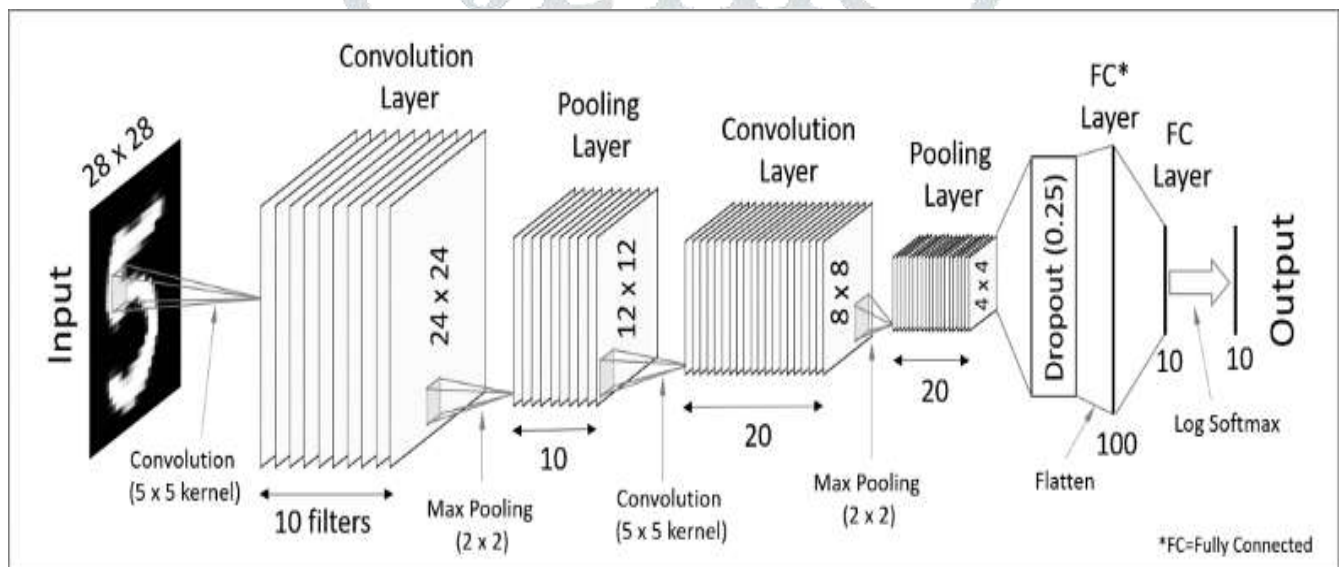 Input
28 x 28
Convolution
(5 x 5 kernel)
Convolution
Layer
24 x 24
10 filters
Max Pooling
(2 x 2)
Pooling
Layer
12 x 12
10
Convolution
(5 x 5 kernel)
Convolution
Layer
8 x 8
20
Max Pooling
(2 x 2)
Pooling
Layer
4 x 4
20
Dropout (0.25)
Flatten
FC*
Layer
100
FC
Layer
10
Log Softmax
10
Output
*FC=Fully Connected